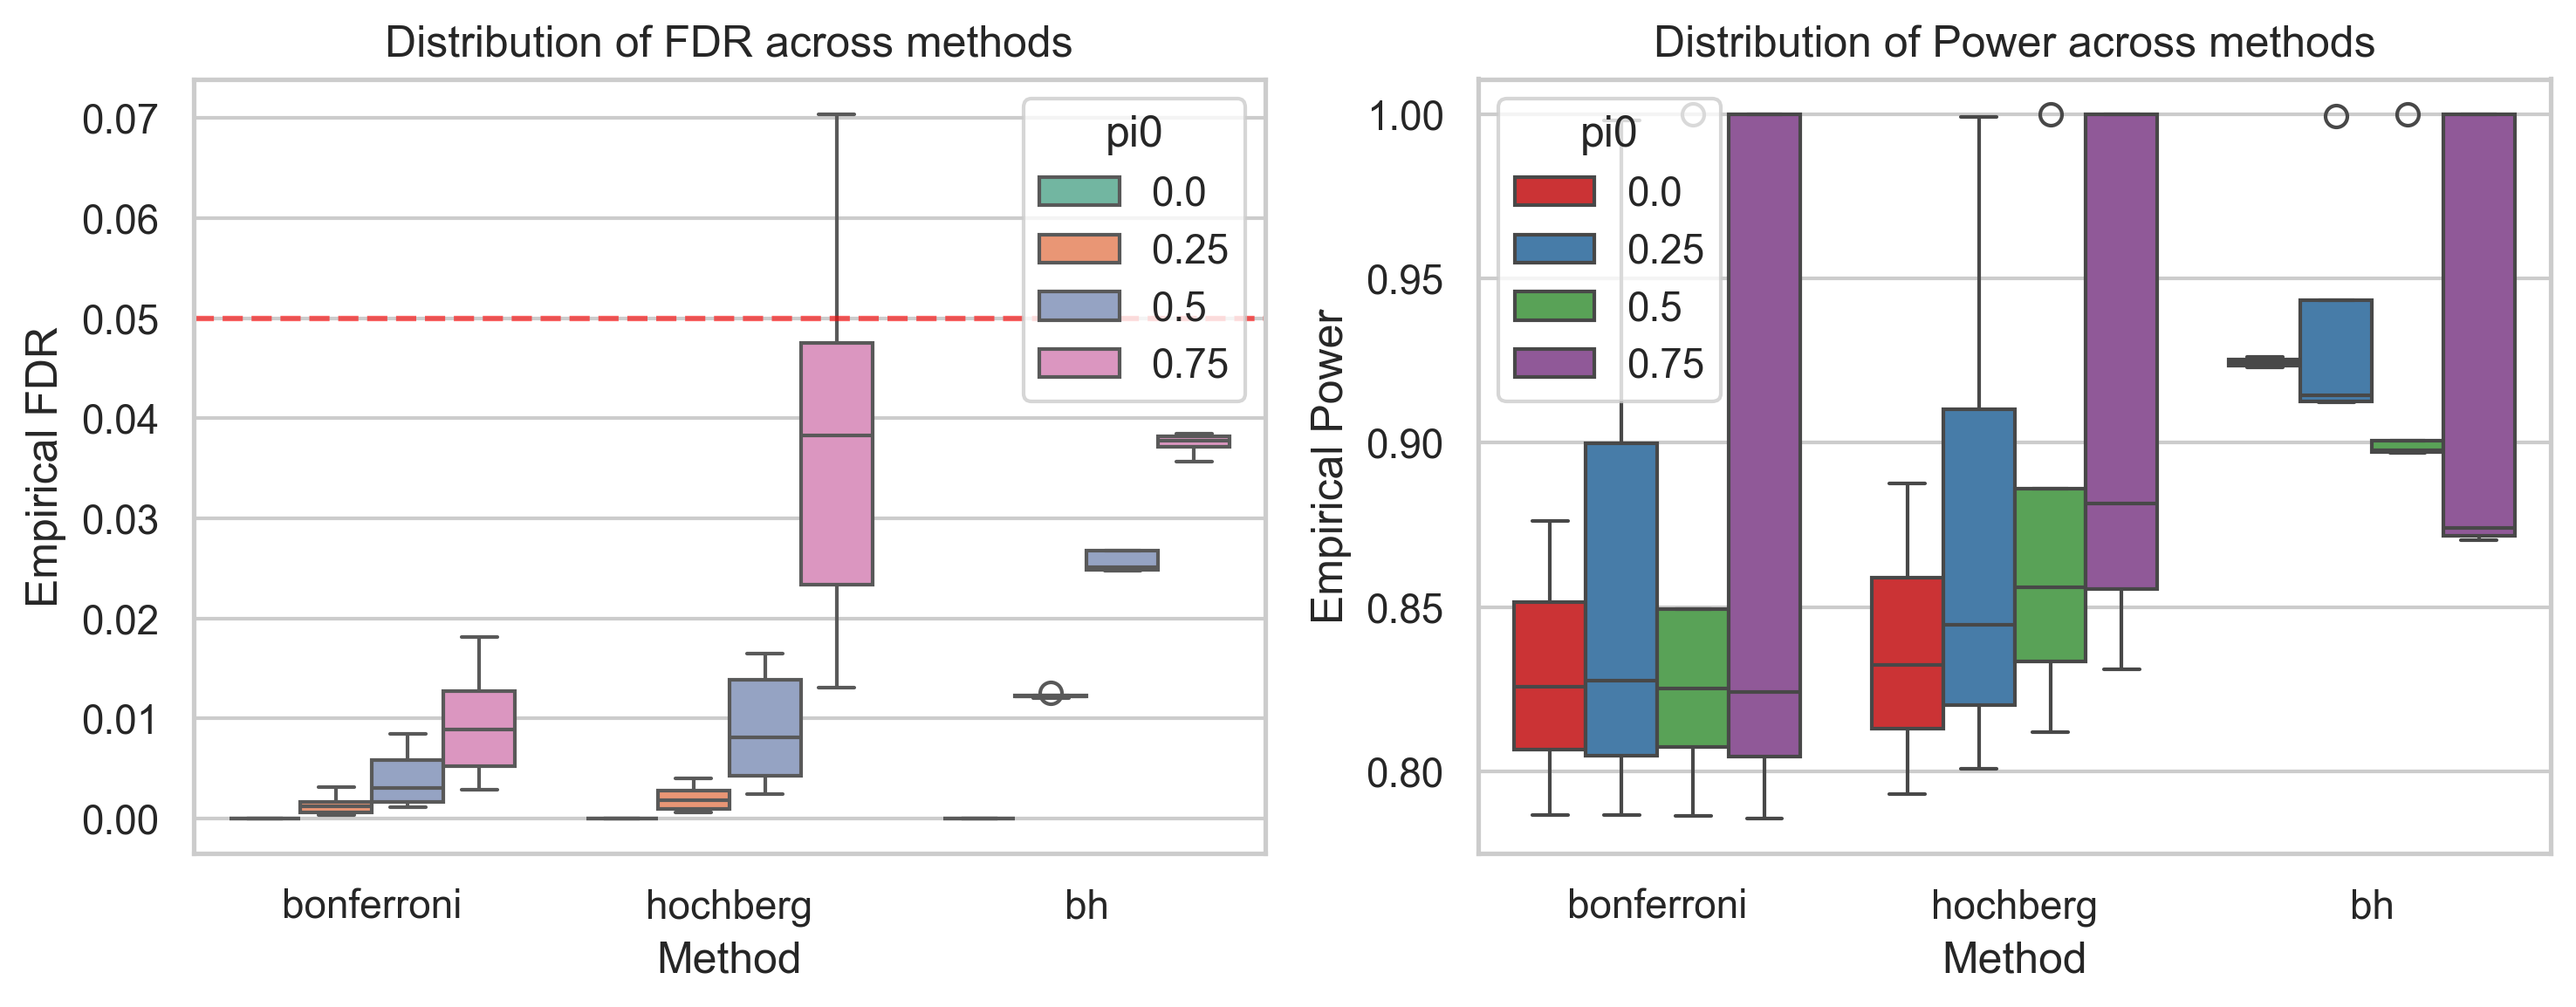 Distribution of FDR across methods
Empirical FDR
0.07
0.06
0.05
0.04
0.03
0.02
0.01
0.00
pi0
0.0
0.25
0.5
0.75
bonferroni
hochberg
bh
Method
Distribution of Power across methods
Empirical Power
1.00
0.95
0.90
0.85
0.80
pi0
0.0
0.25
0.5
0.75
bonferroni
hochberg
bh
Method